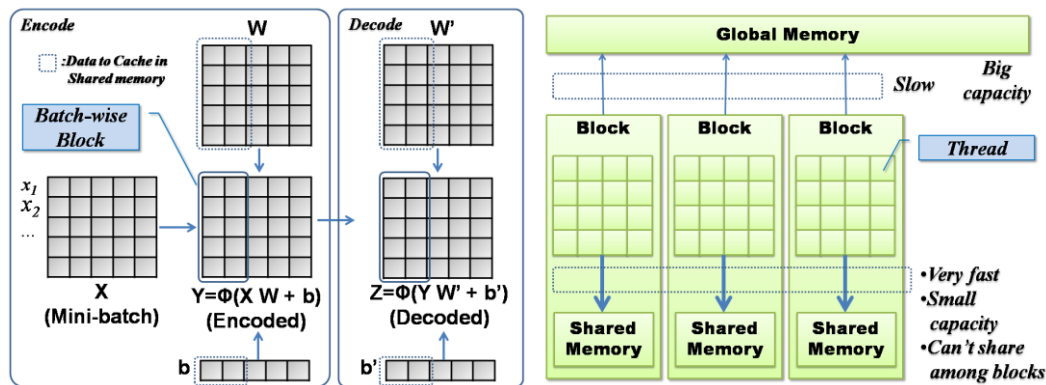 Encode
:Data to Cache in
Shared memory
W
Batch-wise
Block
x1
x2
...
X
(Mini-batch)
Y=Φ(X W + b)
(Encoded)
b
Decode
W'
Z=Φ(Y W' + b')
(Decoded)
b'
Global Memory
Slow
Big
capacity
Block
Block
Block
Thread
•Very fast
•Small
capacity
•Can't share
among blocks
Shared
Memory
Shared
Memory
Shared
Memory